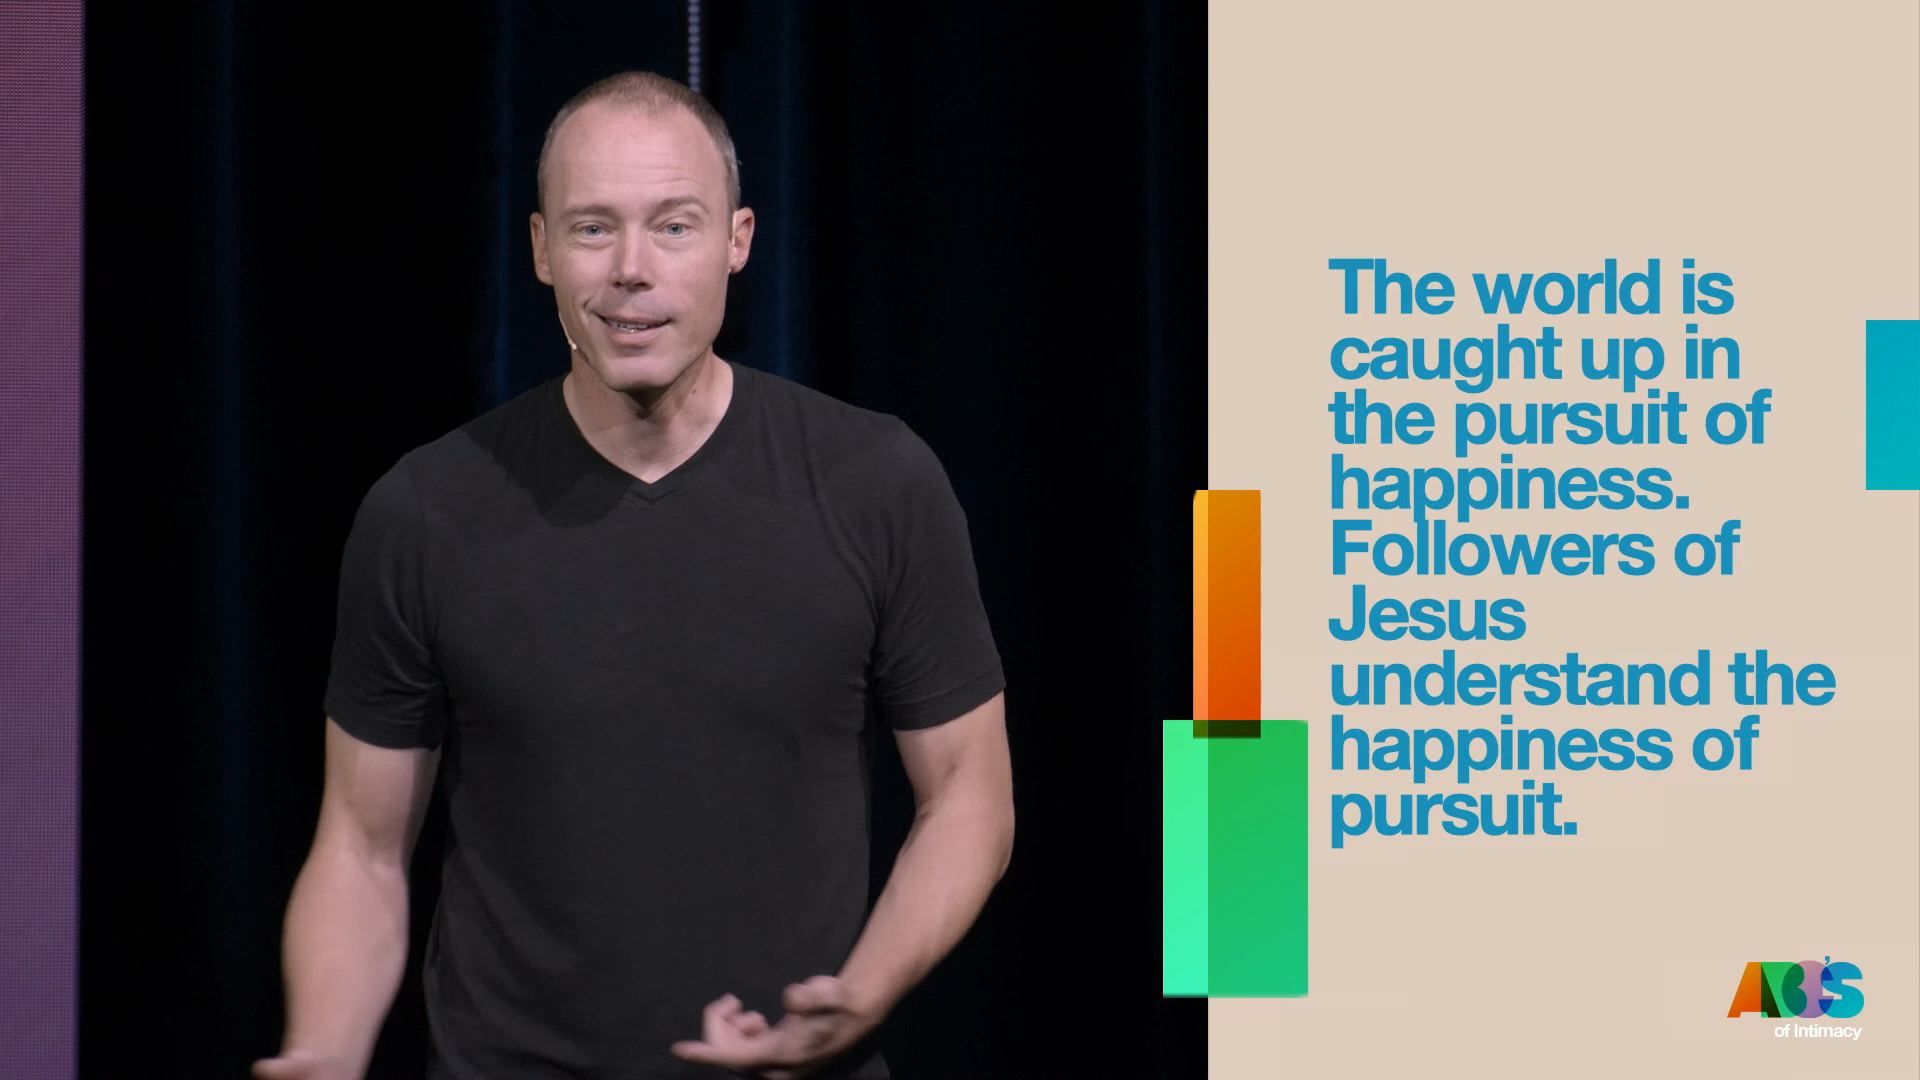 The world is
caught up in
the pursuit of
happiness.
Followers of
Jesus
understand the
happiness of
pursuit.
ABC'S
of Intimacy